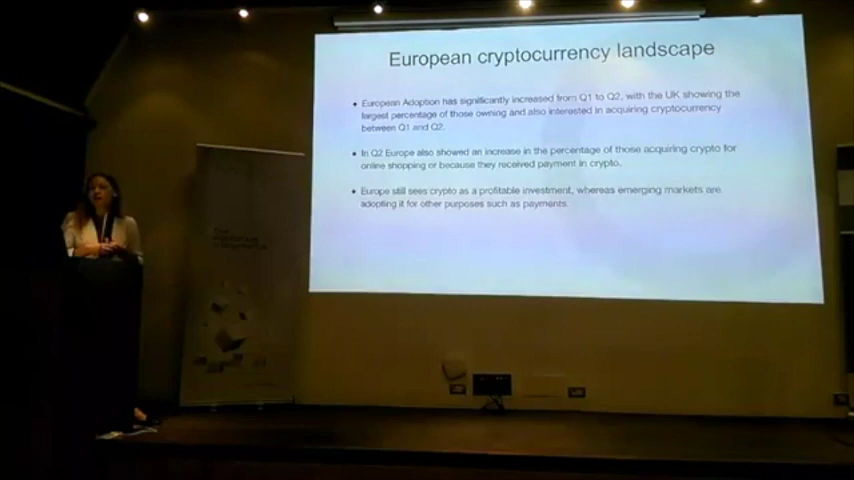 European cryptocurrency landscape
• European Adoption has significantly increased from Q1 to Q2, with the UK showing the
largest percentage of those owning and also interested in acquiring cryptocurrency
between Q1 and Q2.
• In Q2 Europe also showed an increase in the percentage of those acquiring crypto for
online shopping or because they received payment in crypto.
• Europe still sees crypto as a profitable investment, whereas emerging markets are
adopting it for other purposes such as payments.